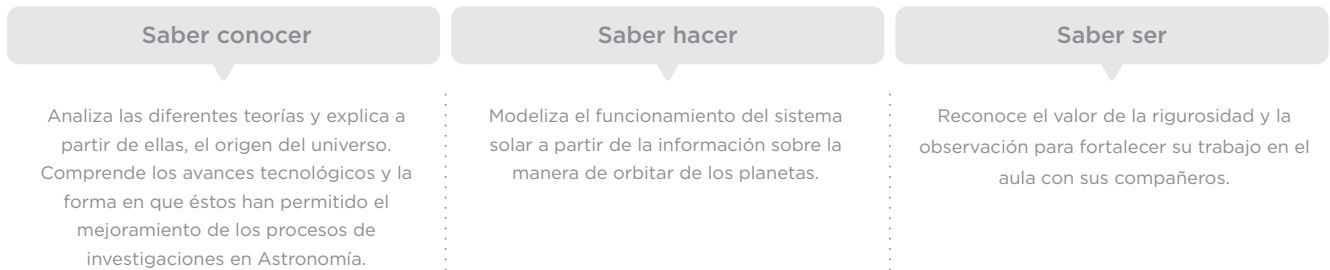 Saber conocer
Analiza las diferentes teorías y explica a
partir de ellas, el origen del universo.
Comprende los avances tecnológicos y la
forma en que éstos han permitido el
mejoramiento de los procesos de
investigaciones en Astronomía.
Saber hacer
Modeliza el funcionamiento del sistema
solar a partir de la información sobre la
manera de orbitar de los planetas.
Saber ser
Reconoce el valor de la rigurosidad y la
observación para fortalecer su trabajo en el
aula con sus compañeros.